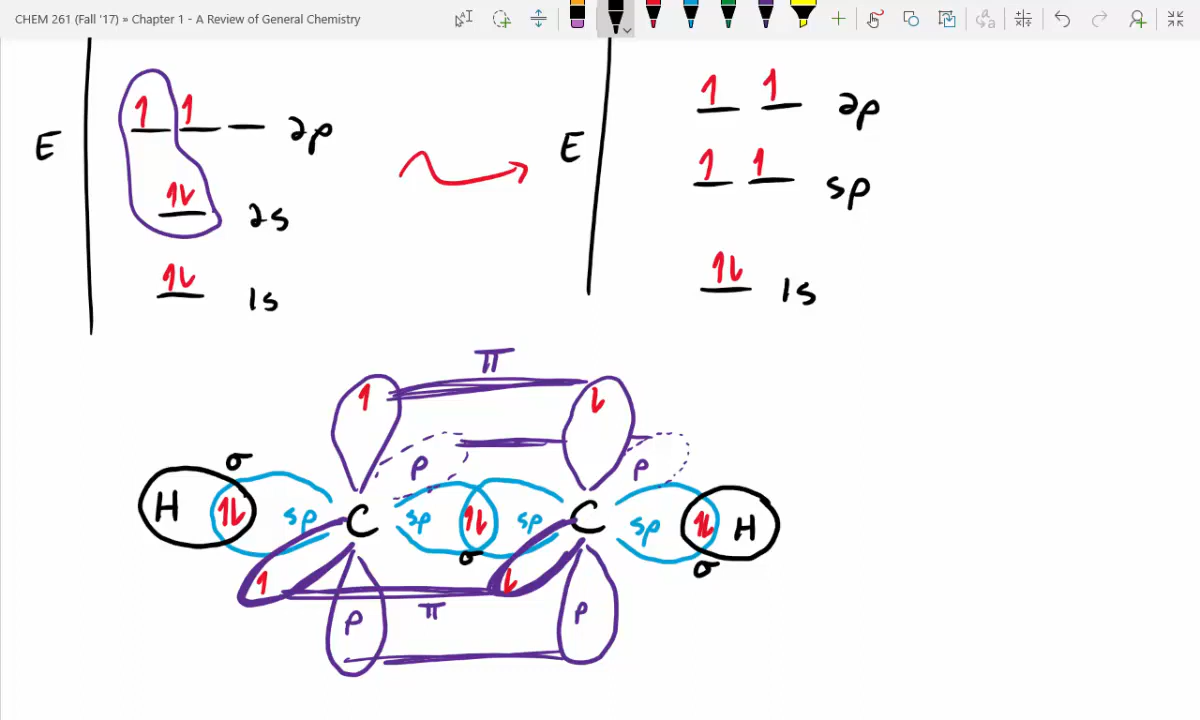 CHEM 261 (Fall '17) » Chapter 1 - A Review of General Chemistry
E
2p
2s
1s
E
2p
sp
1s
π
σ
H
sp
C
p
sp
sp
C
p
sp
H
σ
σ
π
p
p